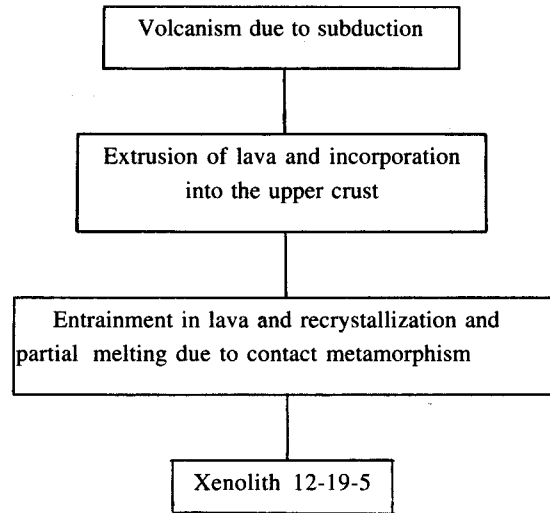 Volcanism due to subduction
Extrusion of lava and incorporation
into the upper crust
Entrainment in lava and recrystallization and
partial melting due to contact metamorphism
Xenolith 12-19-5